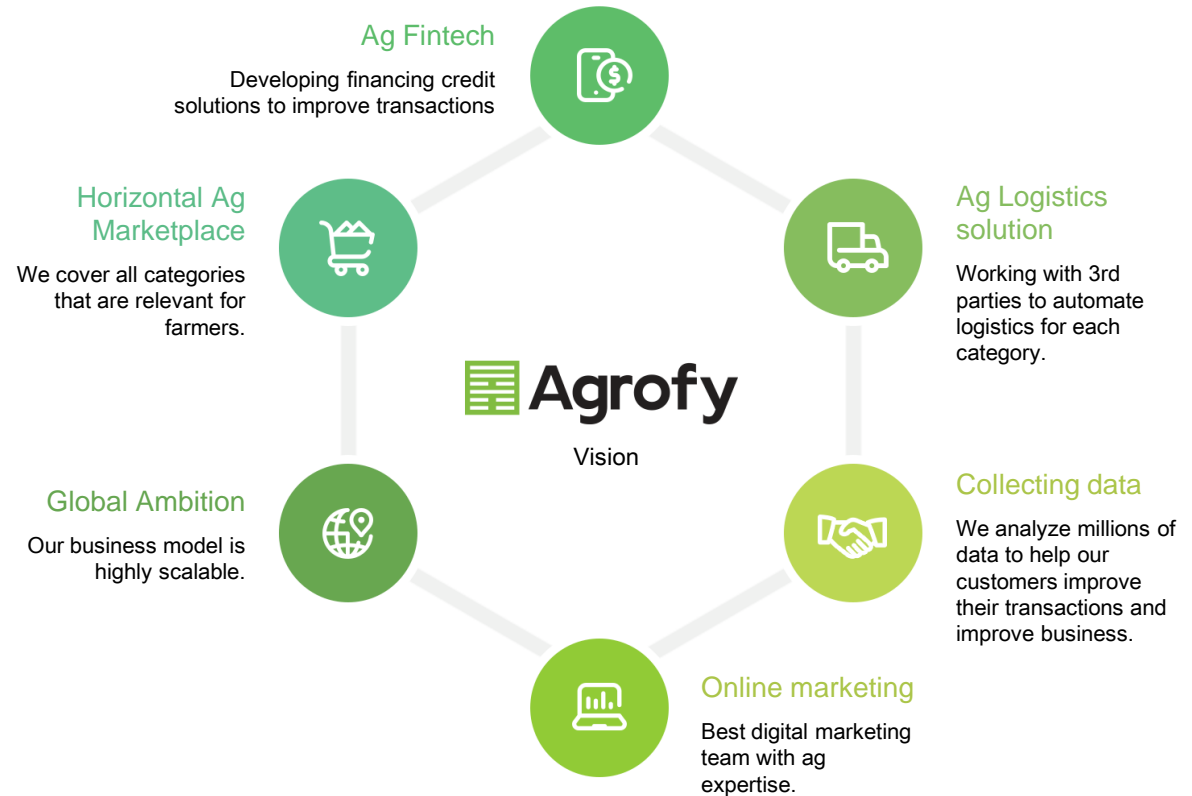 Ag Fintech
Developing financing credit
solutions to improve transactions
Horizontal Ag
Marketplace
We cover all categories
that are relevant for
farmers.
Ag Logistics
solution
Working with 3rd
parties to automate
logistics for each
category.
Agrofy
Vision
Global Ambition
Our business model is
highly scalable.
Collecting data
We analyze millions of
data to help our
customers improve
their transactions and
improve business.
Online marketing
Best digital marketing
team with ag
expertise.